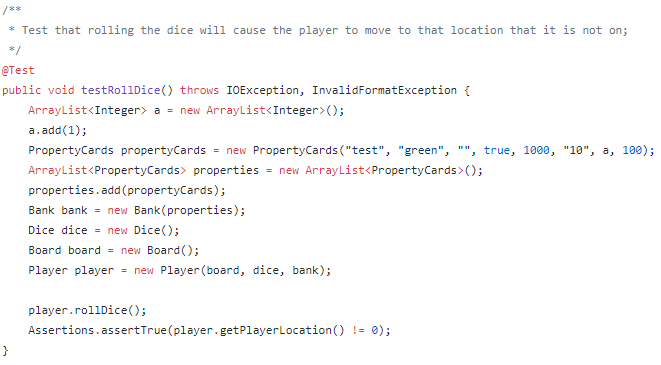 /**
 * Test that rolling the dice will cause the player to move to that location that it is not on;
 */
@Test
public void testRollDice() throws IOException, InvalidFormatException {
    ArrayList<Integer> a = new ArrayList<Integer>();
    a.add(1);
    PropertyCards propertyCards = new PropertyCards("test", "green", "", true, 1000, "10", a, 100);
    ArrayList<PropertyCards> properties = new ArrayList<PropertyCards>();
    properties.add(propertyCards);
    Bank bank = new Bank(properties);
    Dice dice = new Dice();
    Board board = new Board();
    Player player = new Player(board, dice, bank);

    player.rollDice();
    Assertions.assertTrue(player.getPlayerLocation() != 0);
}